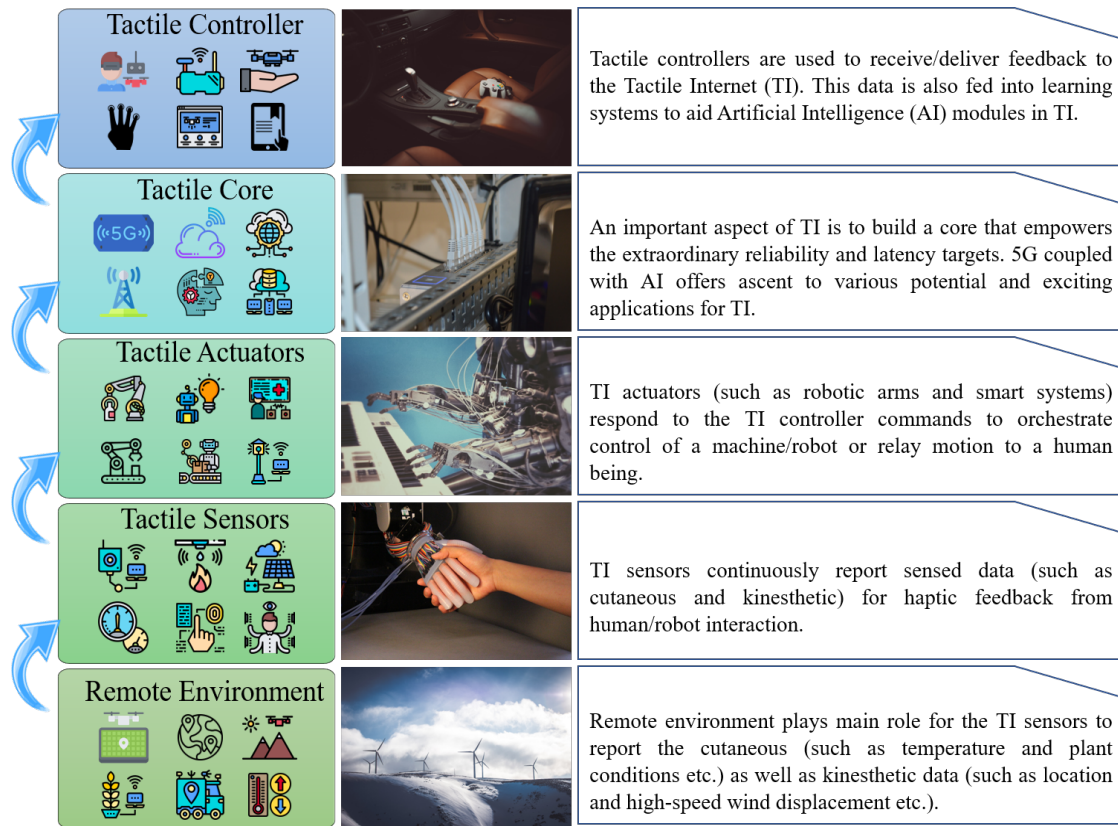 Tactile Controller
Tactile controllers are used to receive/deliver feedback to
the Tactile Internet (TI). This data is also fed into learning
systems to aid Artificial Intelligence (AI) modules in TI.
Tactile Core
5G
An important aspect of TI is to build a core that empowers
the extraordinary reliability and latency targets. 5G coupled
with AI offers ascent to various potential and exciting
applications for TI.
Tactile Actuators
TI actuators (such as robotic arms and smart systems)
respond to the TI controller commands to orchestrate
control of a machine/robot or relay motion to a human
being.
Tactile Sensors
TI sensors continuously report sensed data (such as
cutaneous and kinesthetic) for haptic feedback from
human/robot interaction.
Remote Environment
Remote environment plays main role for the TI sensors to
report the cutaneous (such as temperature and plant
conditions etc.) as well as kinesthetic data (such as location
and high-speed wind displacement etc.).